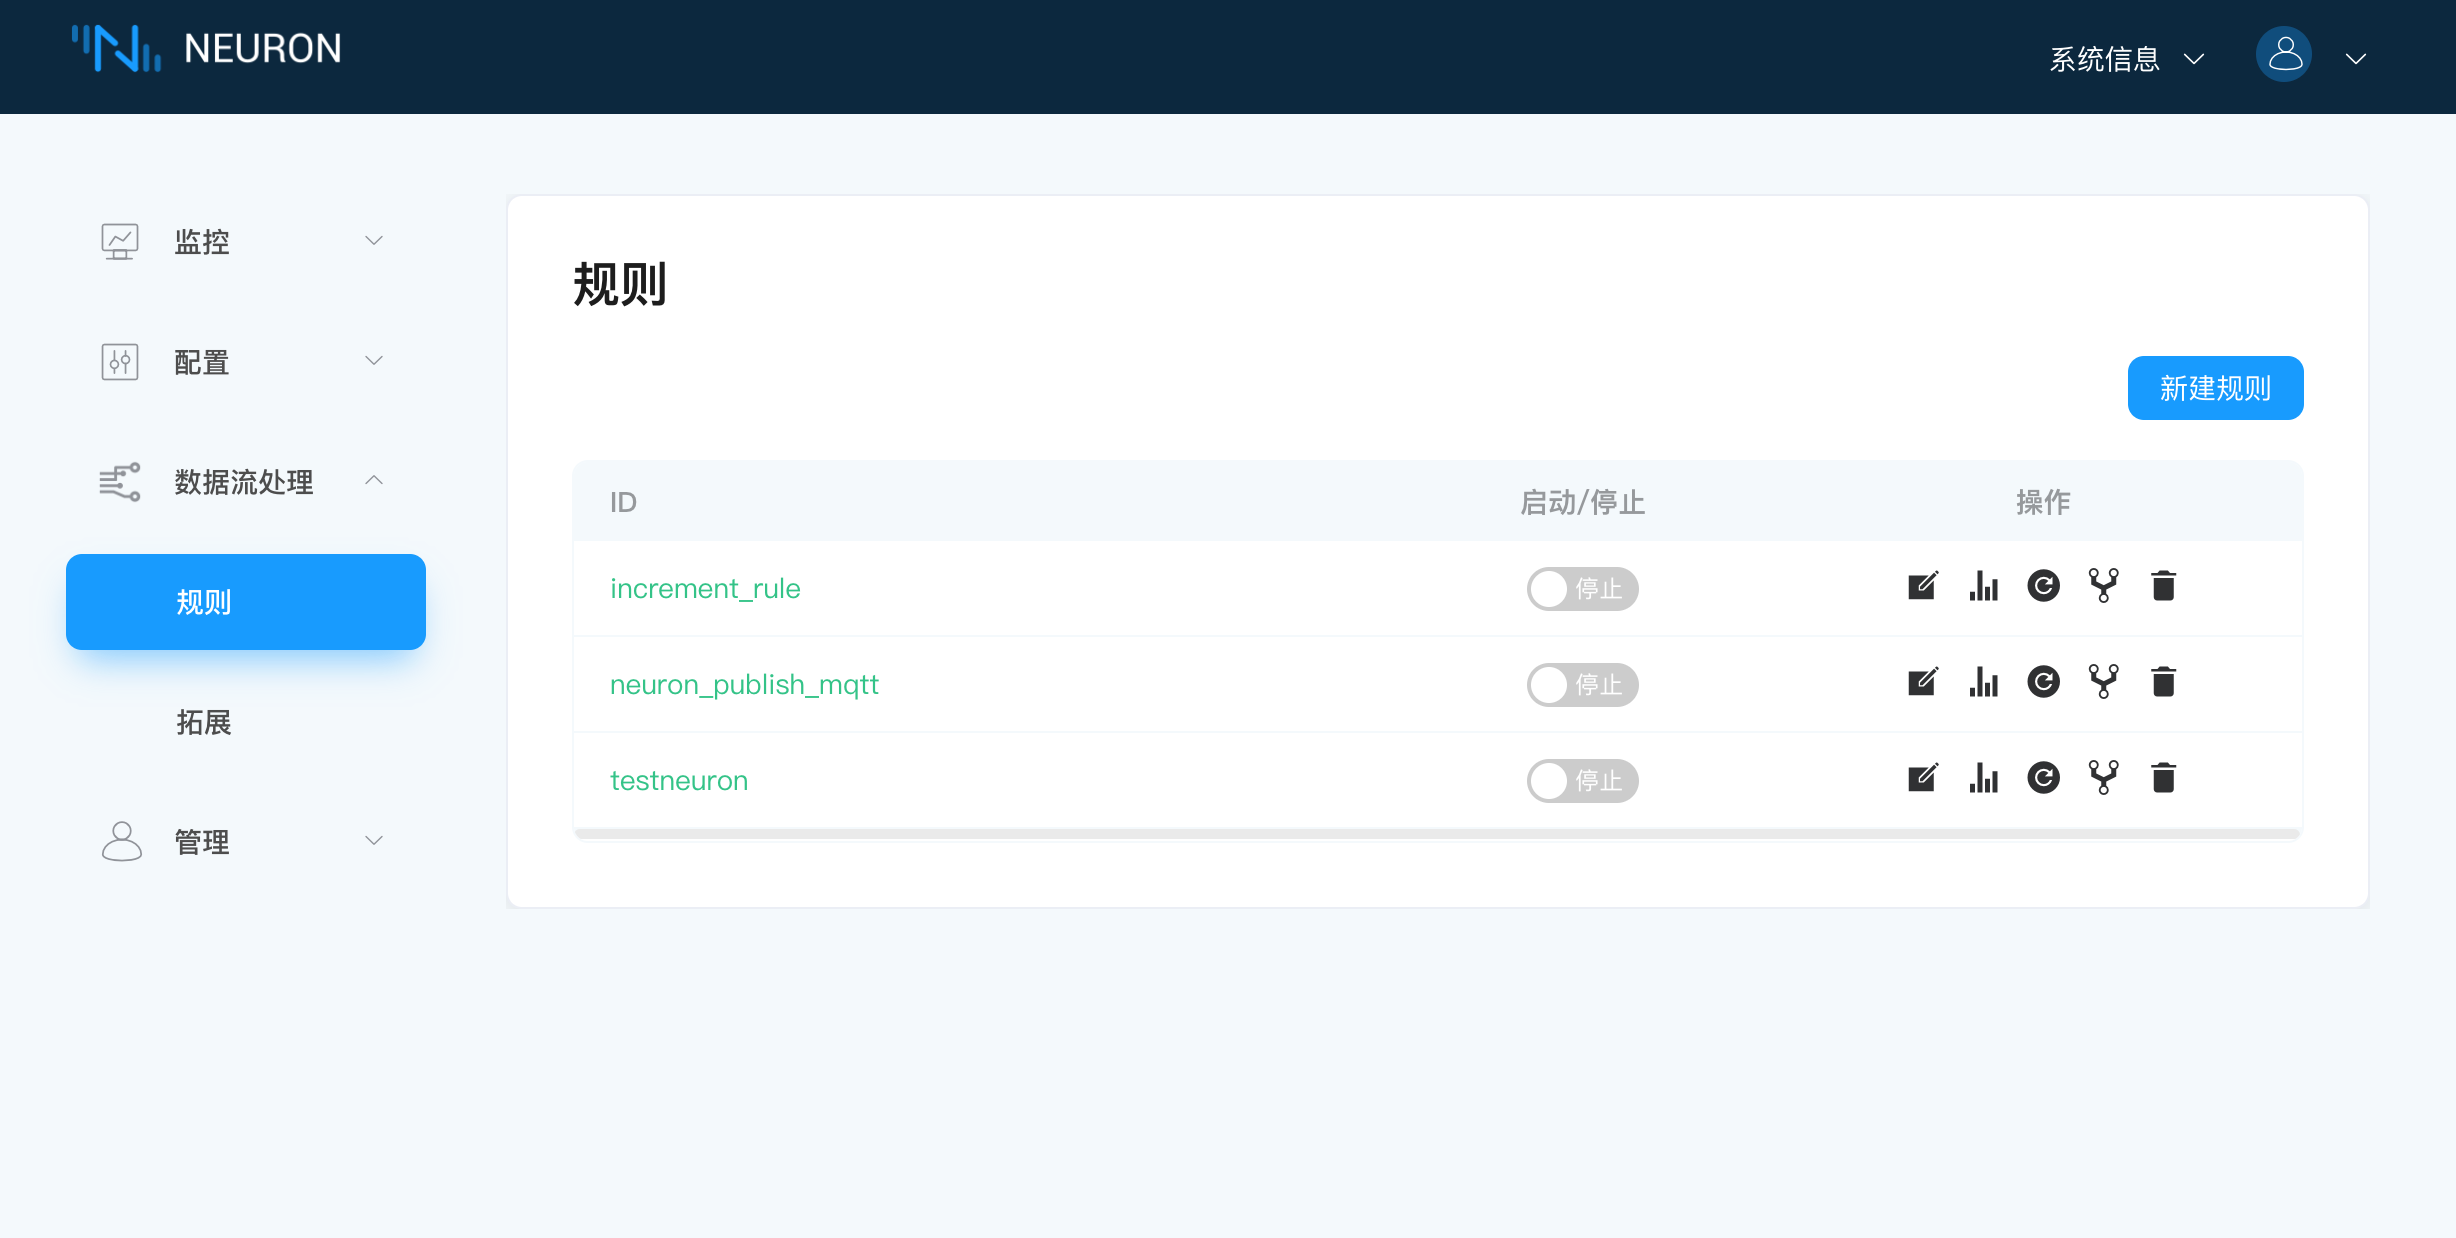 NEURON
系统信息
监控
配置
数据流处理
规则
拓展
管理
规则
新建规则
ID 启动/停止 操作
increment_rule 停止
neuron_publish_mqtt 停止
testneuron 停止